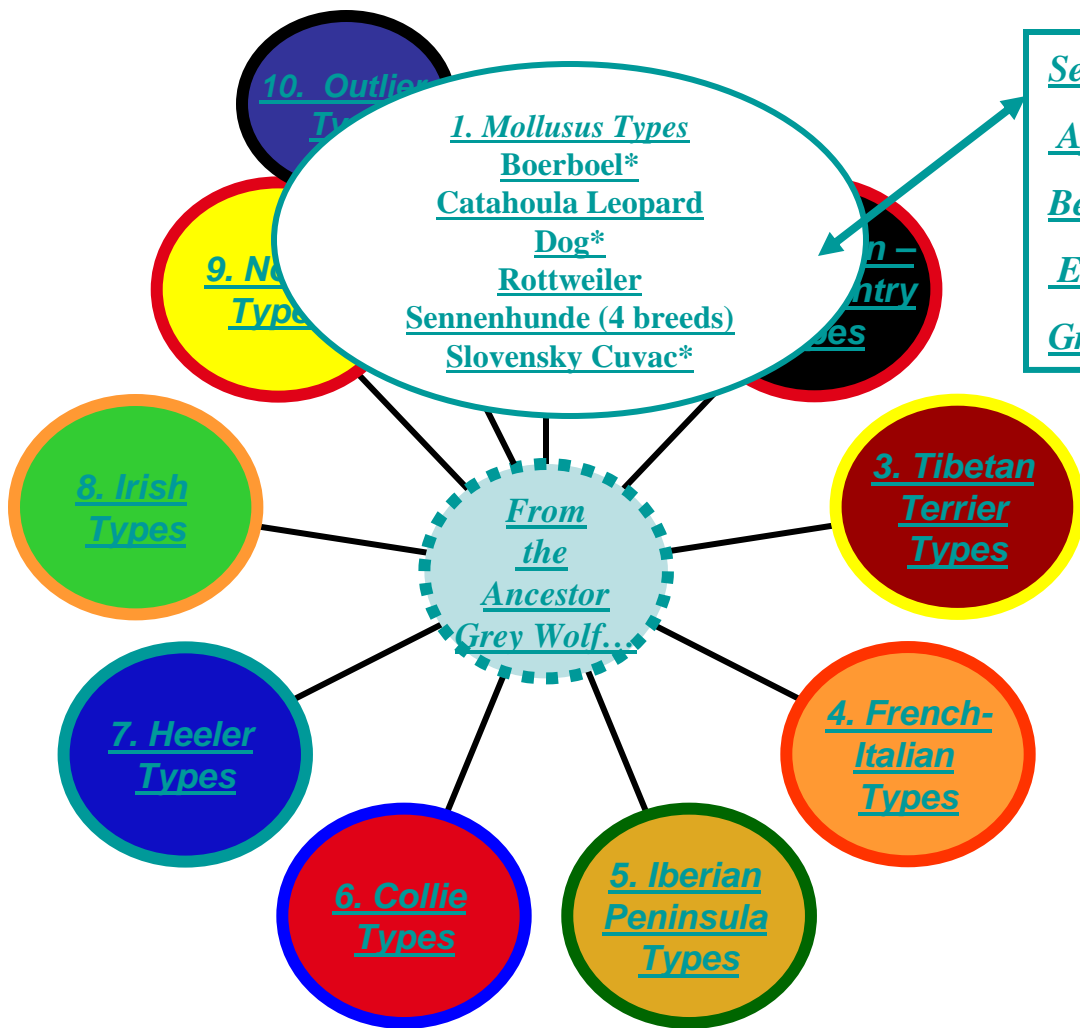 10. Outlier
1. Mollusus Types
Boerboel*
Catahoula Leopard
Dog*
Rottweiler
Sennenhunde (4 breeds)
Slovensky Cuvac*
9.
3. Tibetan
Terrier
Types
4. French-
Italian
Types
5. Iberian
Peninsula
Types
6. Collie
Types
7. Heeler
Types
8. Irish
Types
From
the
Ancestor
Grey Wolf…